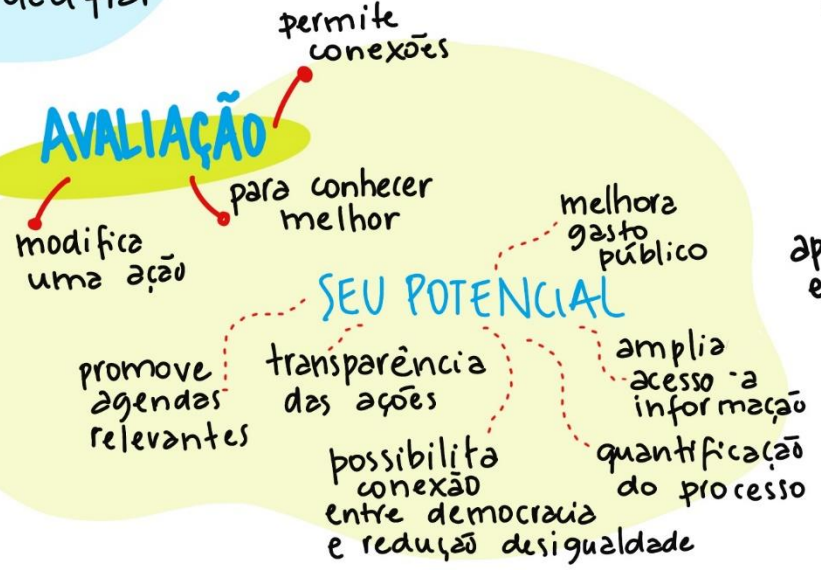 permite
conexões
AVALIAÇÃO
para conhecer
melhor
modifica
uma ação
melhora
gasto
público
SEU POTENCIAL
promove
agendas
relevantes
transparência
das ações
amplia
acesso a
informação
possibilita
conexão
entre democracia
e redução desigualdade
quantificação
do processo